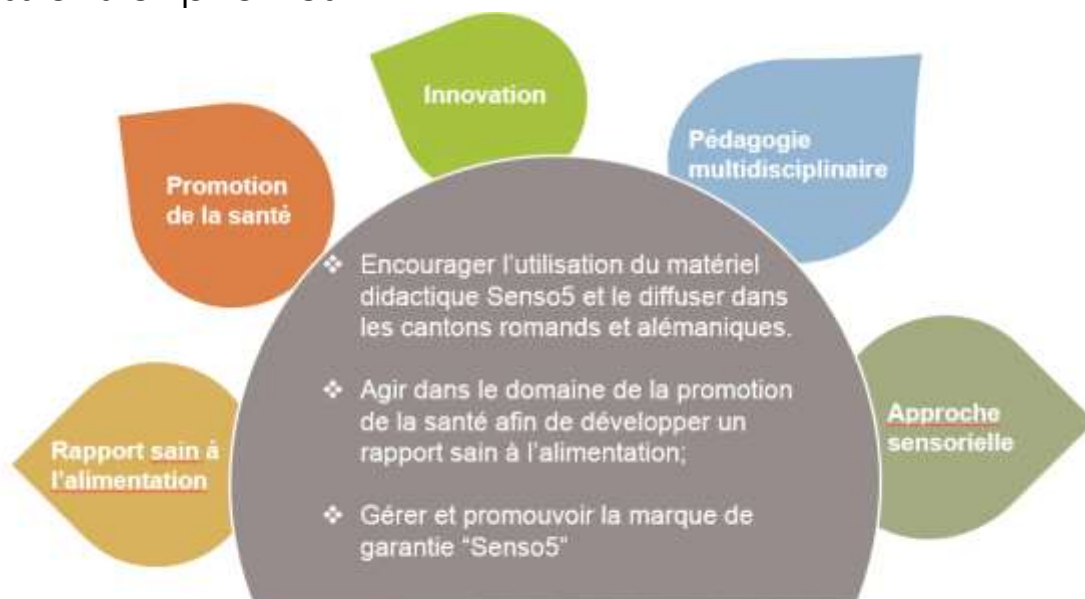 Innovation
Pédagogie
multidisciplinaire
Promotion
de la santé
❖ Encourager l'utilisation du matériel
didactique Senso5 et le diffuser dans
les cantons romands et alémaniques.
❖ Agir dans le domaine de la promotion
de la santé afin de développer un
rapport sain à l'alimentation;
❖ Gérer et promouvoir la marque de
garantie “Senso5”
Rapport sain à
l'alimentation
Approche
sensorielle